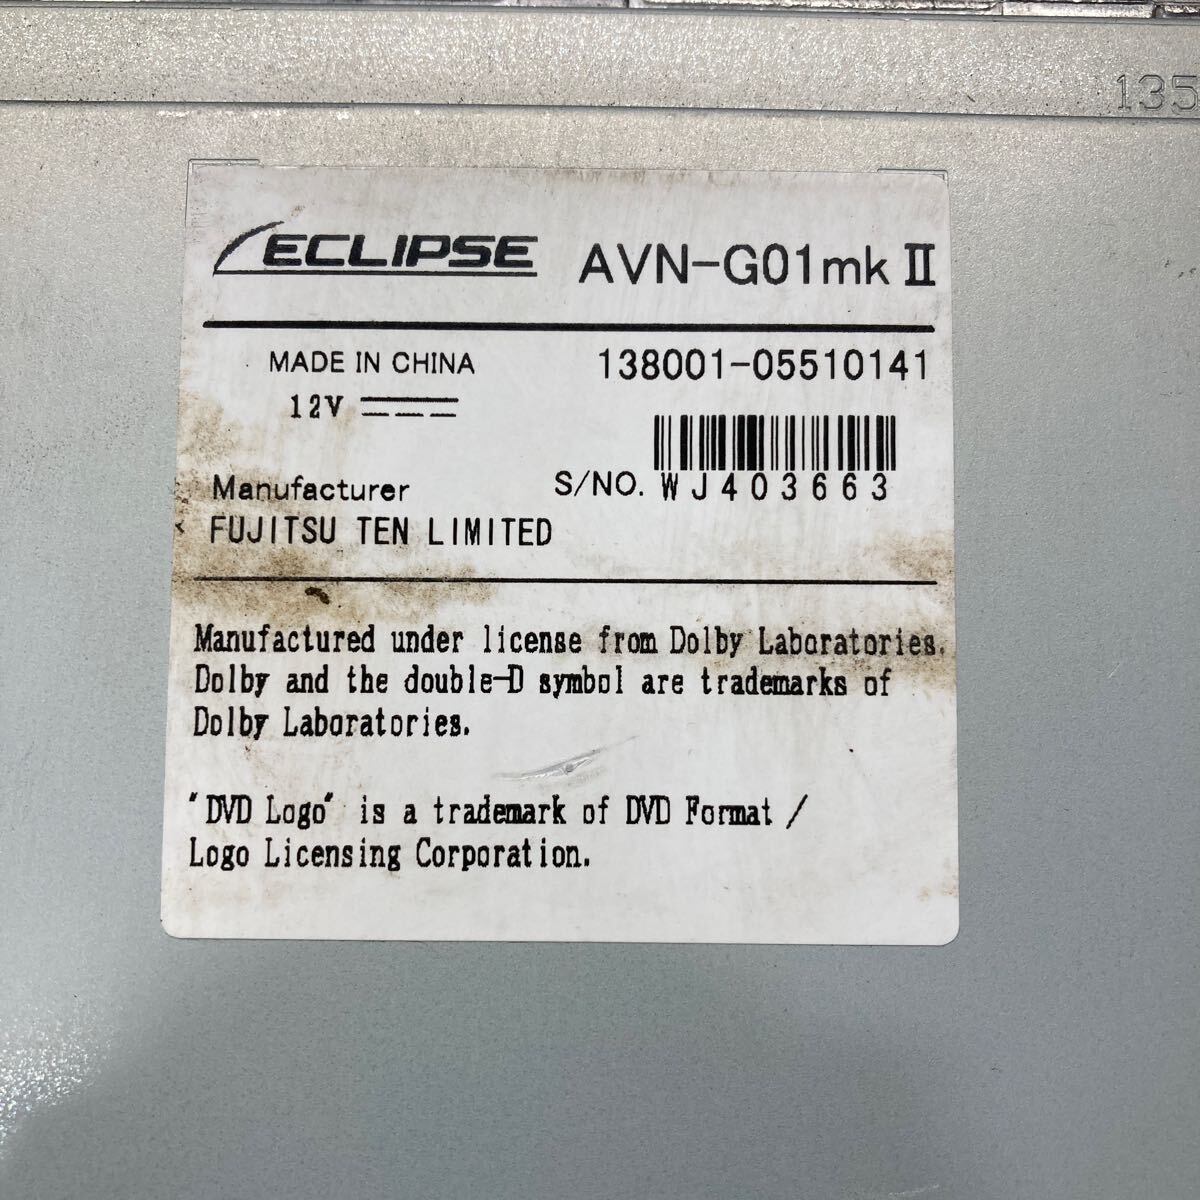 135
ECLIPSE AVN-G01mk II
MADE IN CHINA 138001-05510141
12V
Manufacturer S/NO. WJ403663
FUJITSU TEN LIMITED
Manufactured under license from Dolby Laboratories.
Dolby and the double-D symbol are trademarks of
Dolby Laboratories.
"DVD Logo" is a trademark of DVD Format /
Logo Licensing Corporation.